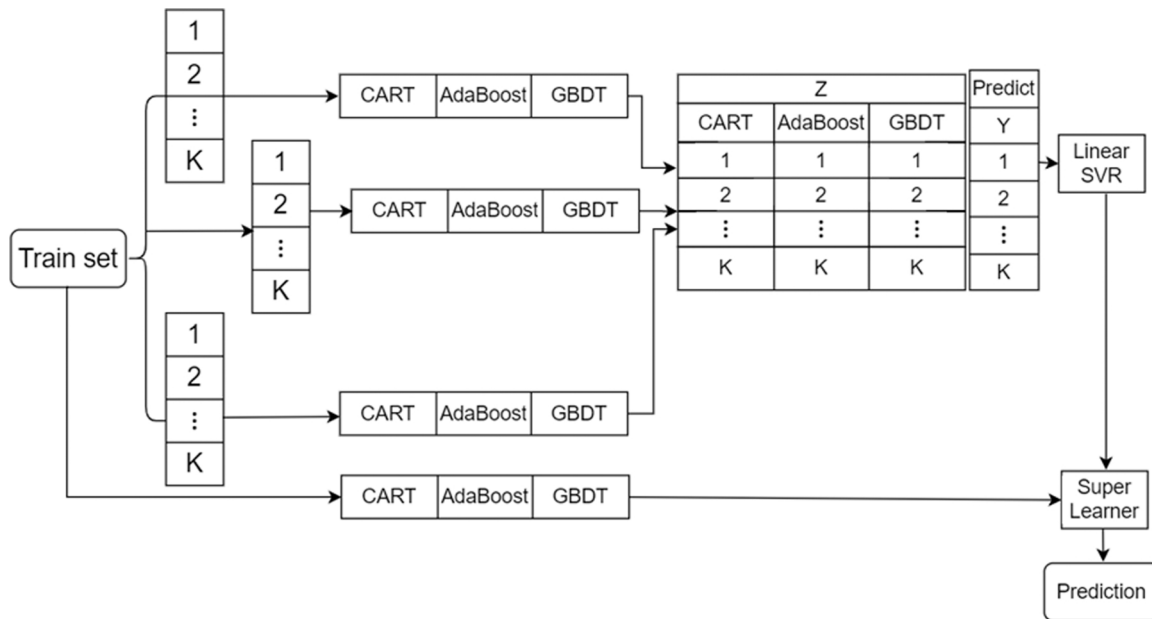 1
2
⋮
K
CART AdaBoost GBDT
1
2
⋮
K
CART AdaBoost GBDT
Train set
1
2
⋮
K
CART AdaBoost GBDT
CART AdaBoost GBDT
Z
CART AdaBoost GBDT
1 1 1
2 2 2
⋮ ⋮ ⋮
K K K
Predict
Y
1
2
⋮
K
Linear
SVR
Super
Learner
Prediction